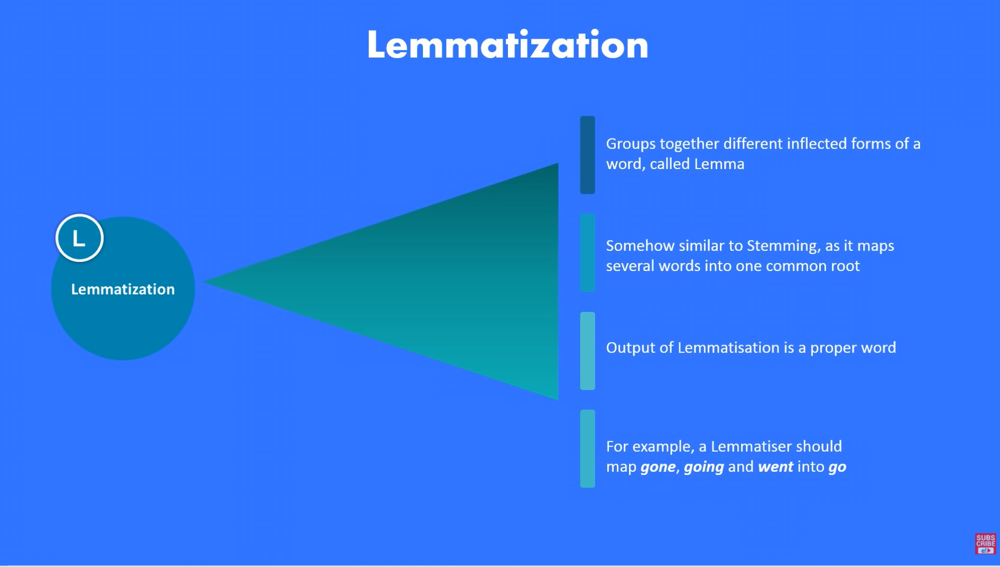 Lemmatization
L
Lemmatization
Groups together different inflected forms of a
word, called Lemma
Somehow similar to Stemming, as it maps
several words into one common root
Output of Lemmatisation is a proper word
For example, a Lemmatiser should
map gone, going and went into go
SUBS
CRIBE
e!